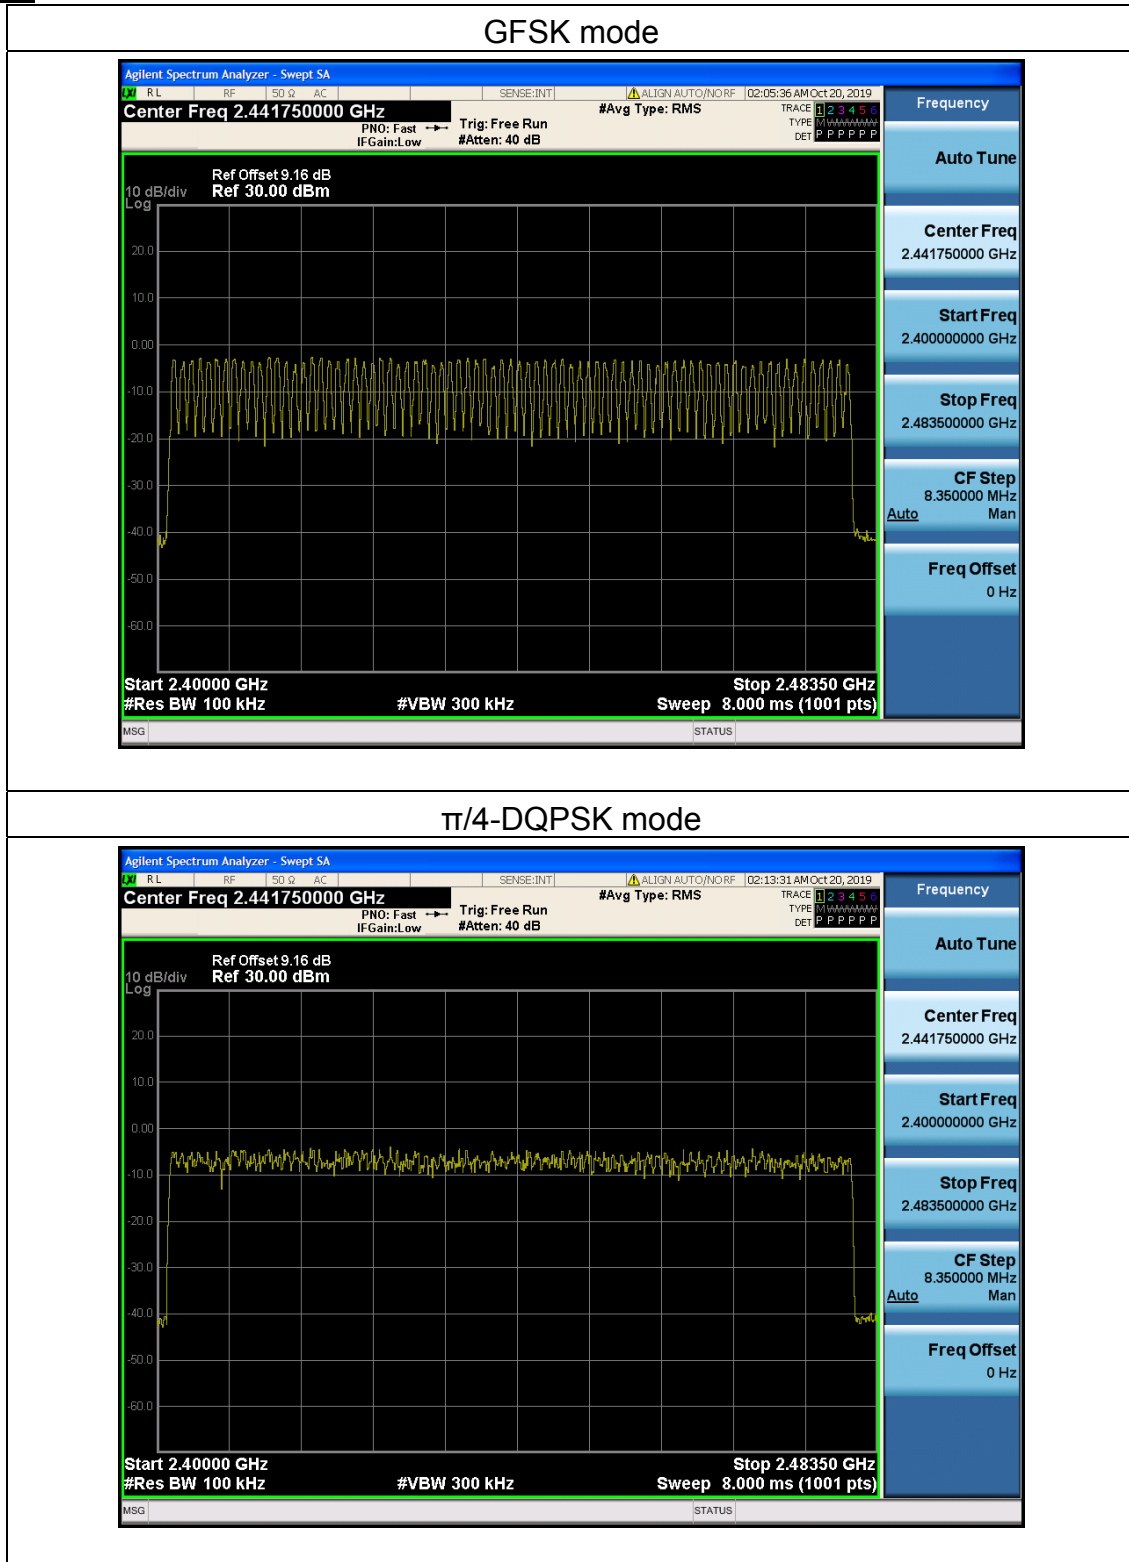 GFSK mode
Agilent Spectrum Analyzer - Swept SA
LXI RL RF 50 Ω AC SENSE:INT ALIGN AUTO/NO RF 02:05:36 AM Oct 20, 2019
Center Freq 2.441750000 GHz #Avg Type: RMS TRACE 1 2 3 4 5 6
PNO: Fast Trig: Free Run TYPE M WWWWW
IFGain:Low #Atten: 40 dB DET P P P P P P
Frequency
Auto Tune
Ref Offset 9.16 dB
10 dB/div Ref 30.00 dBm
Log
20.0
10.0
0.00
-10.0
-20.0
-30.0
-40.0
-50.0
-60.0
Center Freq
2.441750000 GHz
Start Freq
2.400000000 GHz
Stop Freq
2.483500000 GHz
CF Step
8.350000 MHz
Auto Man
Freq Offset
0 Hz
Start 2.40000 GHz Stop 2.48350 GHz
#Res BW 100 kHz #VBW 300 kHz Sweep 8.000 ms (1001 pts)
MSG STATUS
π/4-DQPSK mode
Agilent Spectrum Analyzer - Swept SA
LXI RL RF 50 Ω AC SENSE:INT ALIGN AUTO/NO RF 02:13:31 AM Oct 20, 2019
Center Freq 2.441750000 GHz #Avg Type: RMS TRACE 1 2 3 4 5 6
PNO: Fast Trig: Free Run TYPE M WWWWW
IFGain:Low #Atten: 40 dB DET P P P P P P
Frequency
Auto Tune
Ref Offset 9.16 dB
10 dB/div Ref 30.00 dBm
Log
20.0
10.0
0.00
-10.0
-20.0
-30.0
-40.0
-50.0
-60.0
Center Freq
2.441750000 GHz
Start Freq
2.400000000 GHz
Stop Freq
2.483500000 GHz
CF Step
8.350000 MHz
Auto Man
Freq Offset
0 Hz
Start 2.40000 GHz Stop 2.48350 GHz
#Res BW 100 kHz #VBW 300 kHz Sweep 8.000 ms (1001 pts)
MSG STATUS